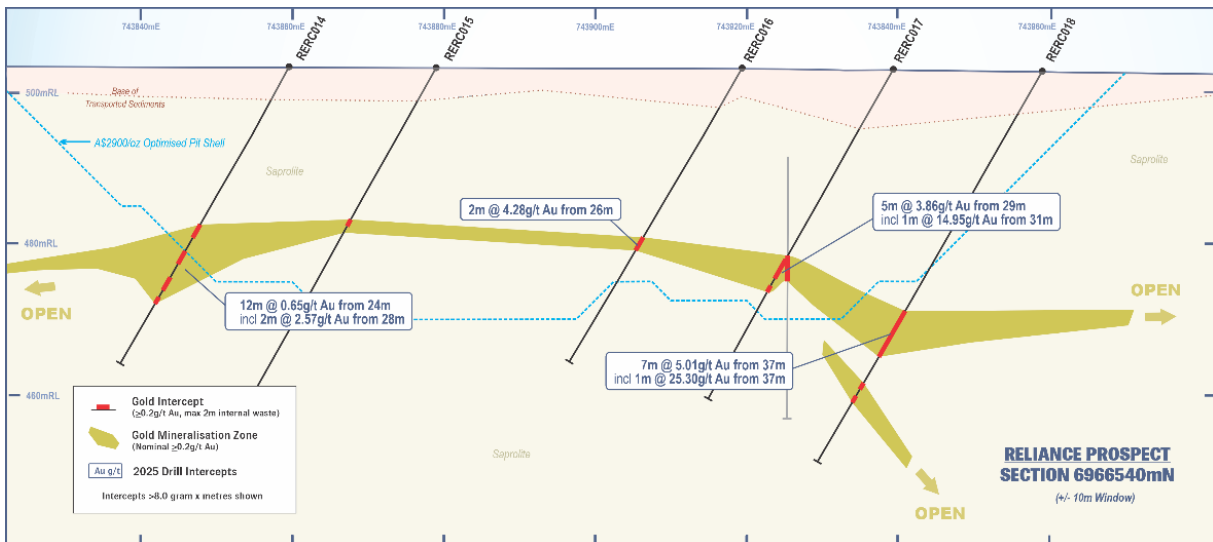 743840mE
743860mE
743880mE
743900mE
743920mE
743840mE
743860mE
RERC014
RERC015
RERC016
RERC017
RERC018
500mRL
Base of
Transported Sediments
A$2900/oz Optimised Pit Shell
Saprolite
Saprolite
2m @ 4.28g/t Au from 26m
5m @ 3.86g/t Au from 29m
incl 1m @ 14.95g/t Au from 31m
480mRL
OPEN
12m @ 0.65g/t Au from 24m
incl 2m @ 2.57g/t Au from 28m
OPEN
7m @ 5.01g/t Au from 37m
incl 1m @ 25.30g/t Au from 37m
460mRL
Gold Intercept
(≥0.2g/t Au, max 2m internal waste)
Gold Mineralisation Zone
(Nominal ≥0.2g/t Au)
Au g/t 2025 Drill Intercepts
Intercepts >8.0 gram x metres shown
Saprolite
RELIANCE PROSPECT
SECTION 6966540mN
(+/- 10m Window)
OPEN